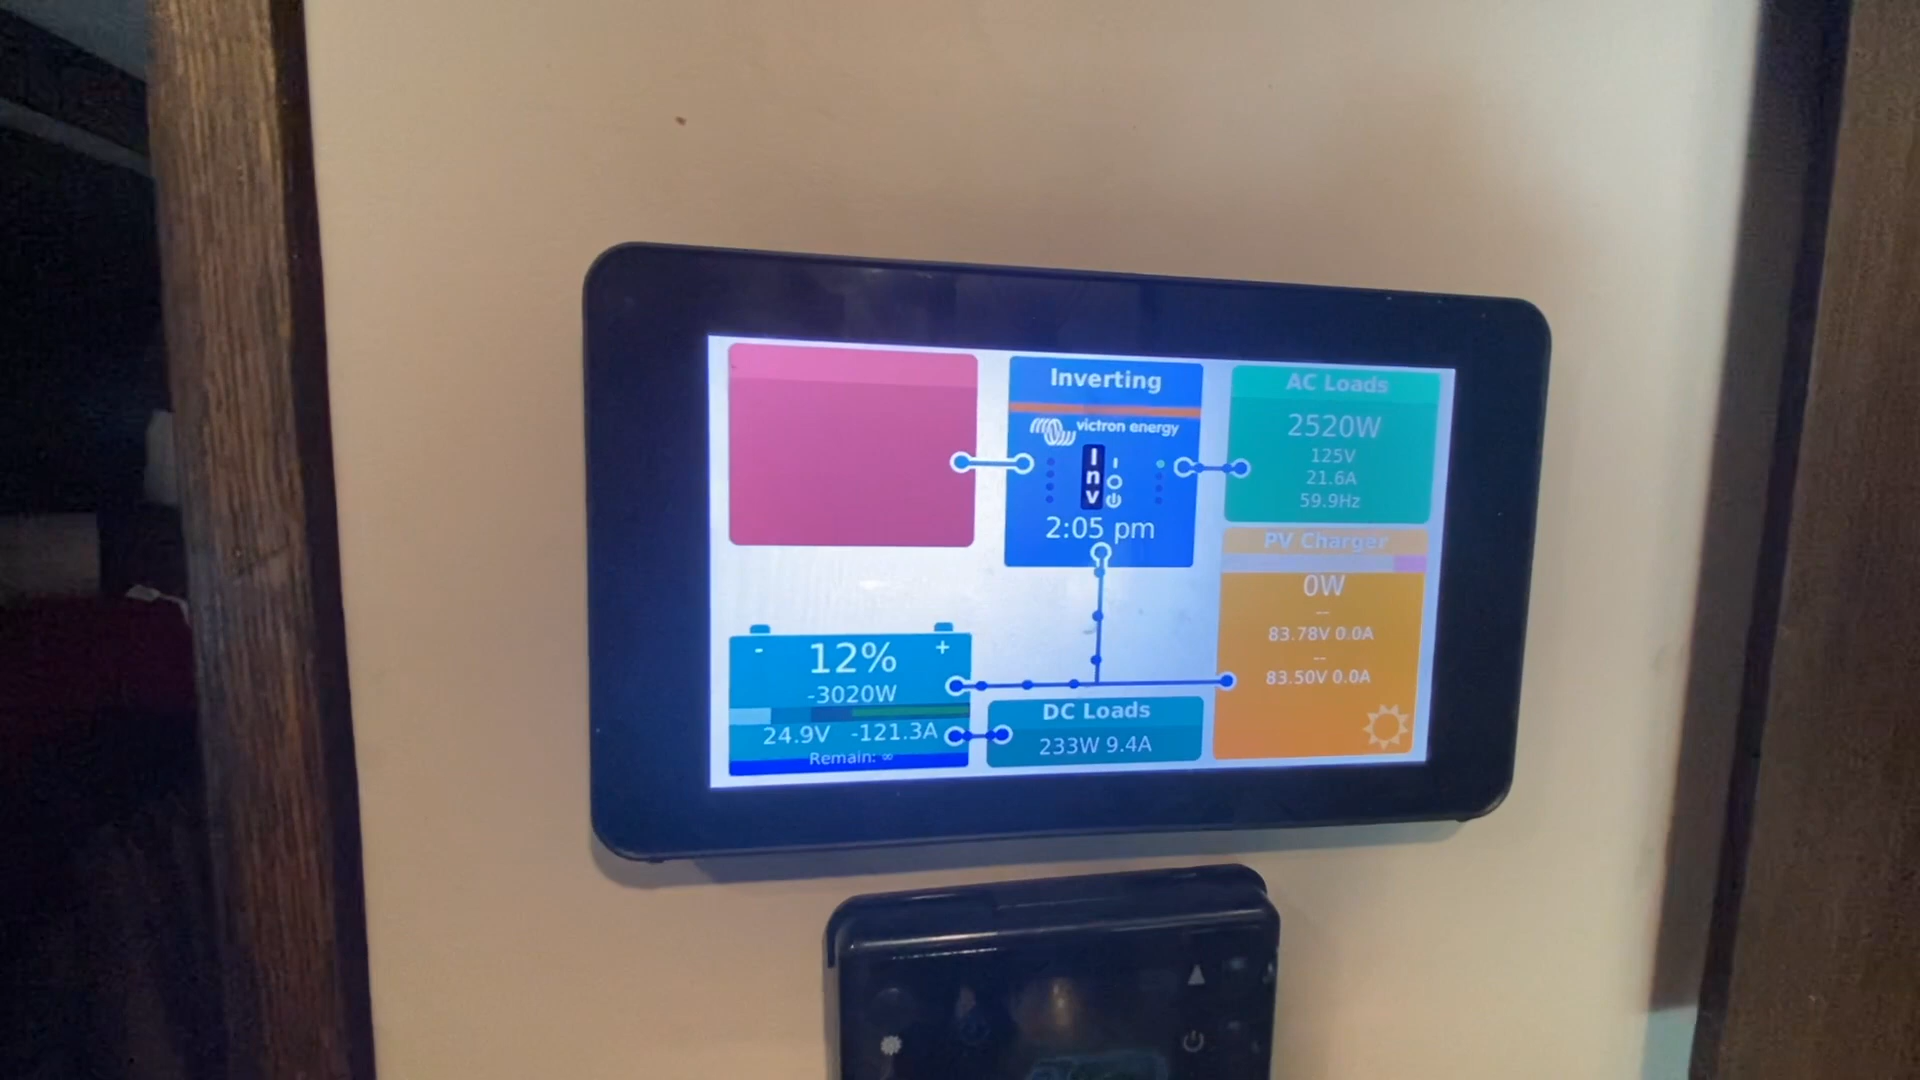 Inverting
victron energy
I
n
v
2:05 pm
AC Loads
2520W
125V
21.6A
59.9Hz
PV Charger
0W
--
83.78V 0.0A
--
83.50V 0.0A
- 12% +
-3020W
24.9V -121.3A
Remain: ∞
DC Loads
233W 9.4A